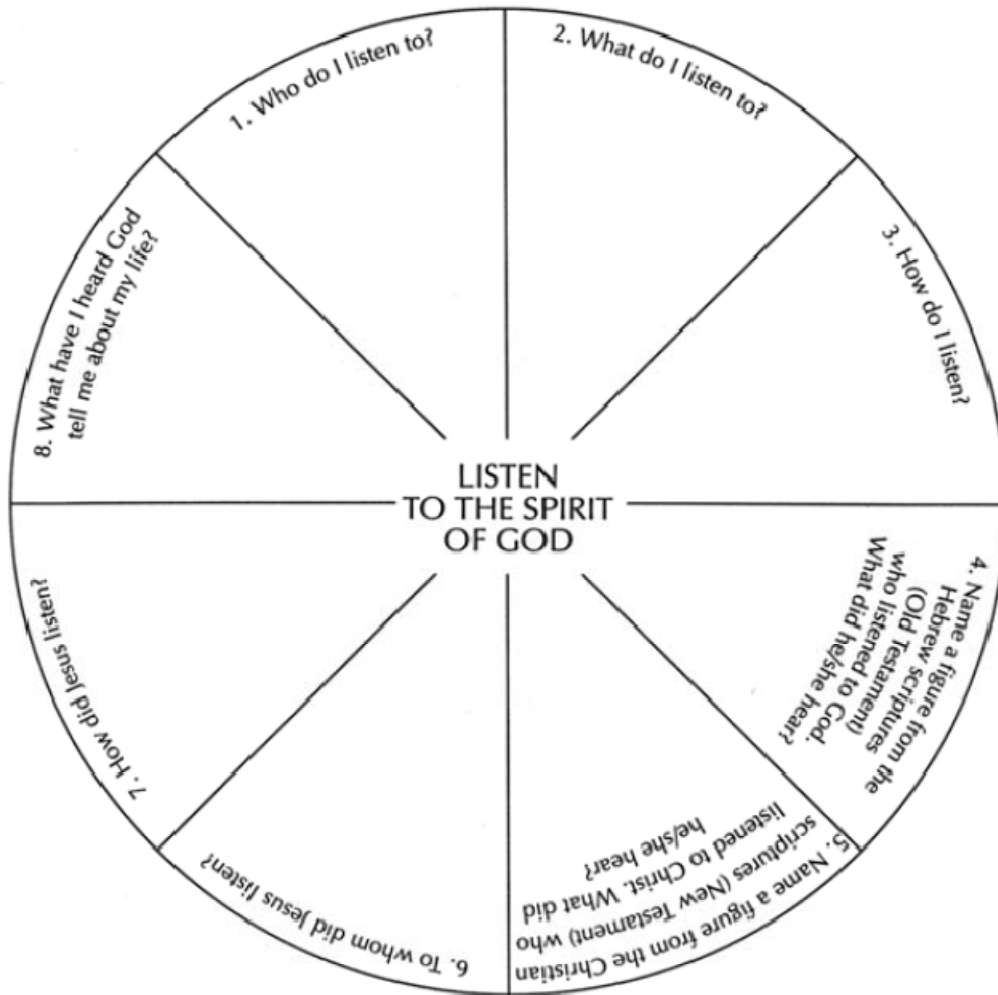 1. Who do I listen to?
2. What do I listen to?
3. How do I listen?
4. Name a figure from the
Hebrew scriptures
(Old Testament)
who listened to God.
What did he/she hear?
5. Name a figure from the Christian
scriptures (New Testament) who
listened to Christ. What did
he/she hear?
6. To whom did Jesus listen?
7. How did Jesus listen?
8. What have I heard God
tell me about my life?
LISTEN
TO THE SPIRIT
OF GOD